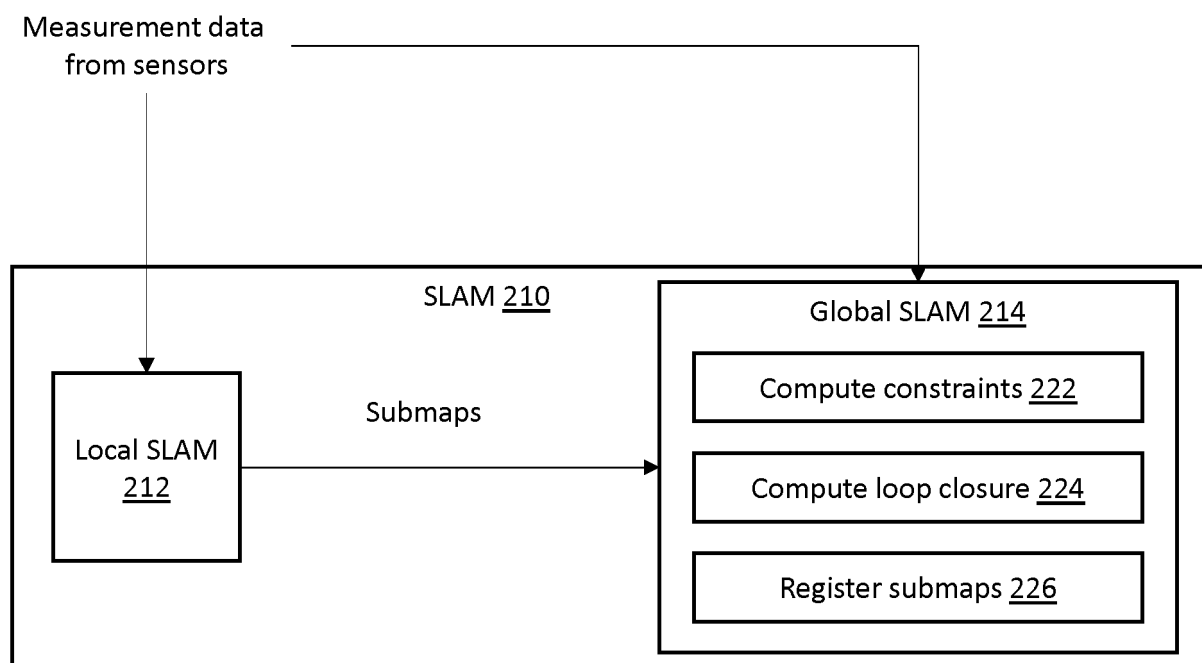 Measurement data
from sensors
SLAM 210
Global SLAM 214
Compute constraints 222
Submaps
Local SLAM
212
Compute loop closure 224
Register submaps 226